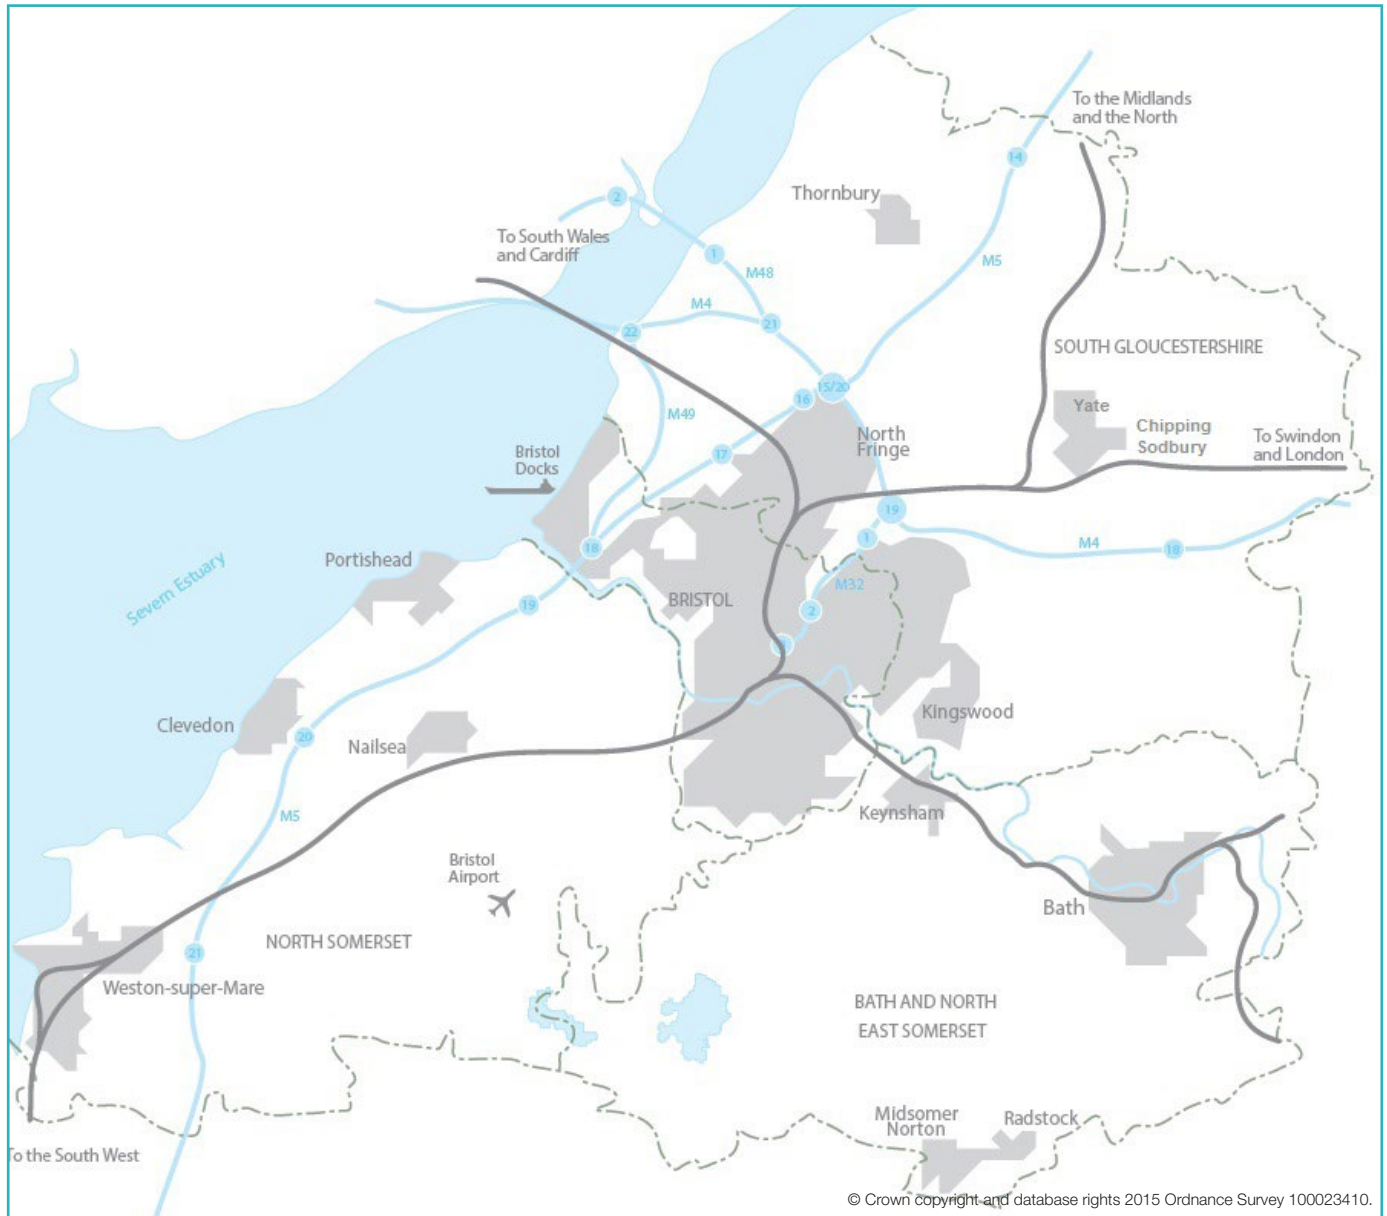 To the Midlands
and the North
14
Thornbury
2
To South Wales
and Cardiff
1
M5
M48
M4
21
22
SOUTH GLOUCESTERSHIRE
15/20
16
Yate
M49
North
Fringe
Chipping
Sodbury
To Swindon
and London
Bristol
Docks
17
19
1
M4
18
18
Portishead
Severn Estuary
M32
BRISTOL
19
2
Clevedon
20
Nailsea
Kingswood
M5
Keynsham
Bristol
Airport
Bath
NORTH SOMERSET
21
Weston-super-Mare
BATH AND NORTH
EAST SOMERSET
Midsomer
Norton
Radstock
To the South West
© Crown copyright and database rights 2015 Ordnance Survey 100023410.